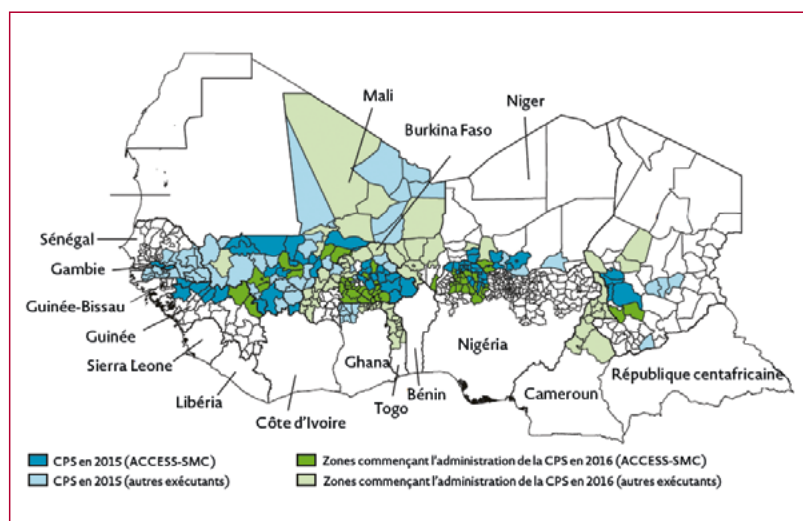 Mali
Niger
Burkina Faso
Sénégal
Gambie
Guinée-Bissau
Guinée
Sierra Leone
Libéria
Côte d'Ivoire
Ghana
Togo
Bénin
Nigéria
Cameroun
République centafricaine
CPS en 2015 (ACCESS-SMC)
CPS en 2015 (autres exécutants)
Zones commençant l'administration de la CPS en 2016 (ACCESS-SMC)
Zones commençant l'administration de la CPS en 2016 (autres exécutants)